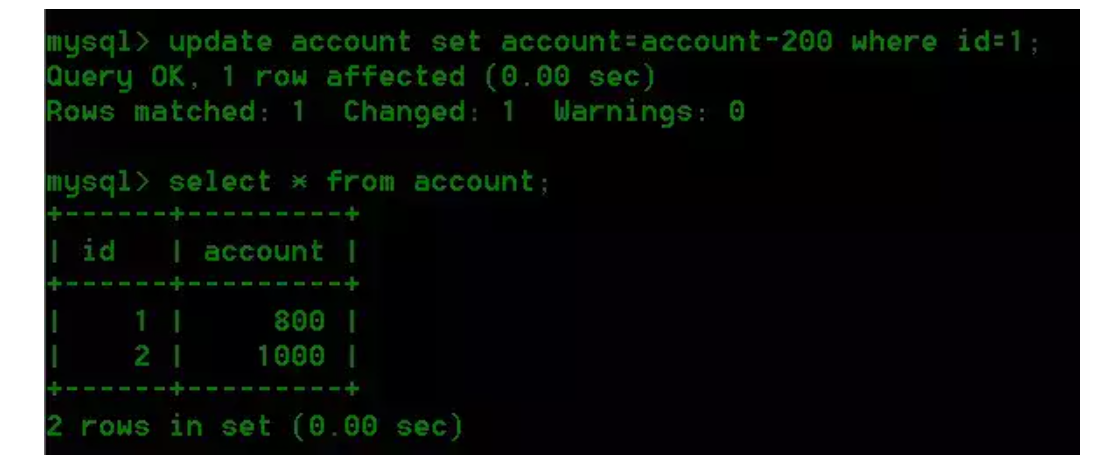 mysql> update account set account=account-200 where id=1;
Query OK, 1 row affected (0.00 sec)
Rows matched: 1  Changed: 1  Warnings: 0
mysql> select * from account;
+------+---------+
| id   | account |
+------+---------+
|    1 |     800 |
|    2 |    1000 |
+------+---------+
2 rows in set (0.00 sec)